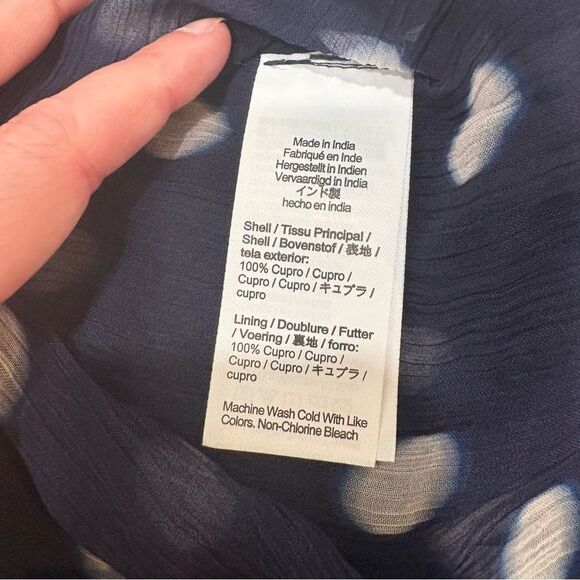 Made in India
Fabriqué en Inde
Hergestellt in Indien
Vervaardigd in India
インド製
hecho en india
Shell / Tissu Principal /
Shell / Bovenstof / 表地 /
tela exterior:
100% Cupro / Cupro /
Cupro / Cupro / キュプラ /
cupro
Lining / Doublure / Futter
/ Voering / 裏地 / forro:
100% Cupro / Cupro /
Cupro / Cupro / キュプラ /
cupro
Machine Wash Cold With Like
Colors. Non-Chlorine Bleach